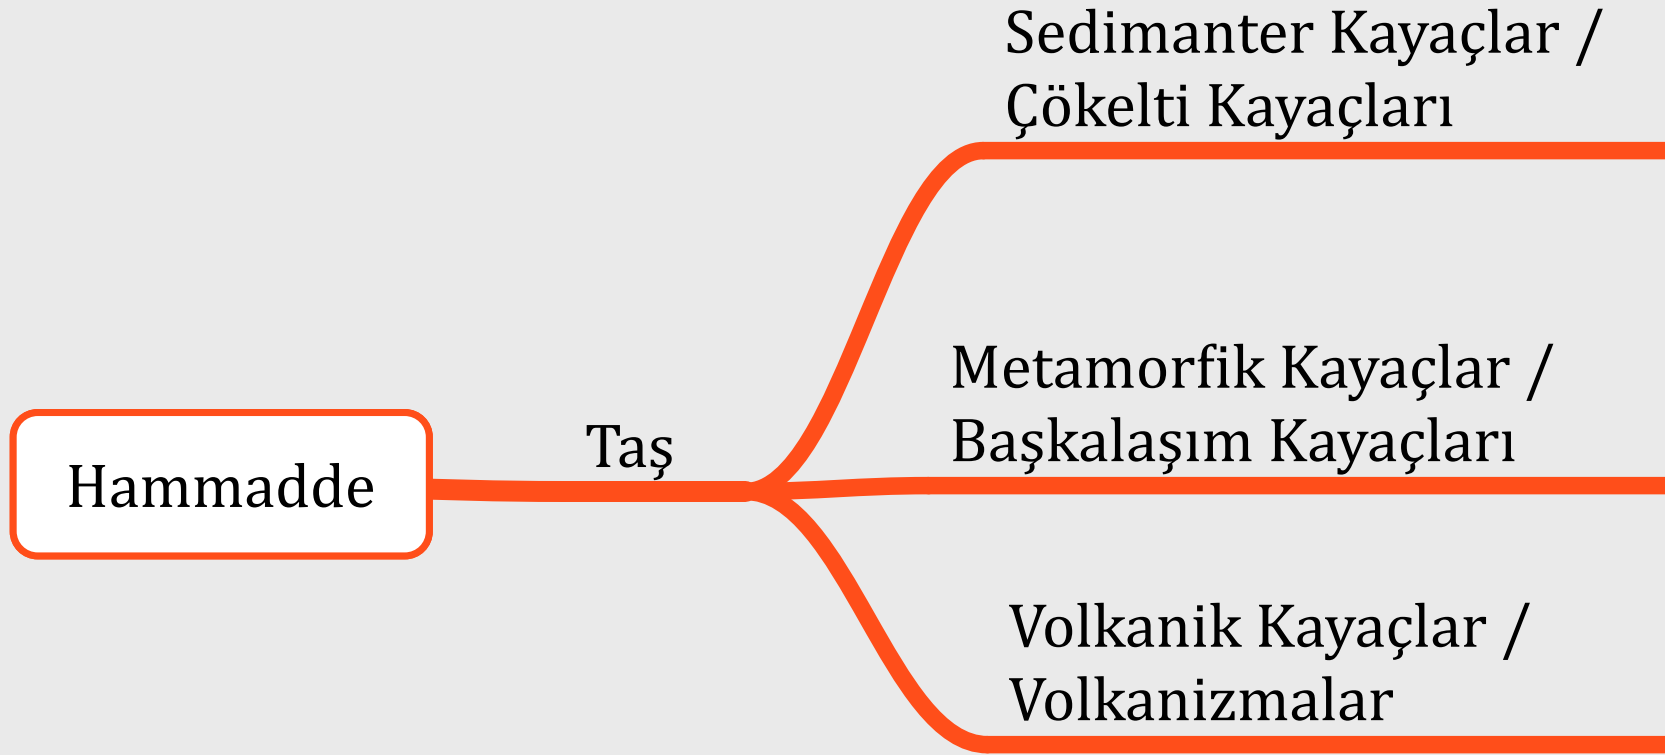 Sedimanter Kayaçlar /
Çökelti Kayaçları
Metamorfik Kayaçlar /
Başkalaşım Kayaçları
Taş
Hammadde
Volkanik Kayaçlar /
Volkanizmalar